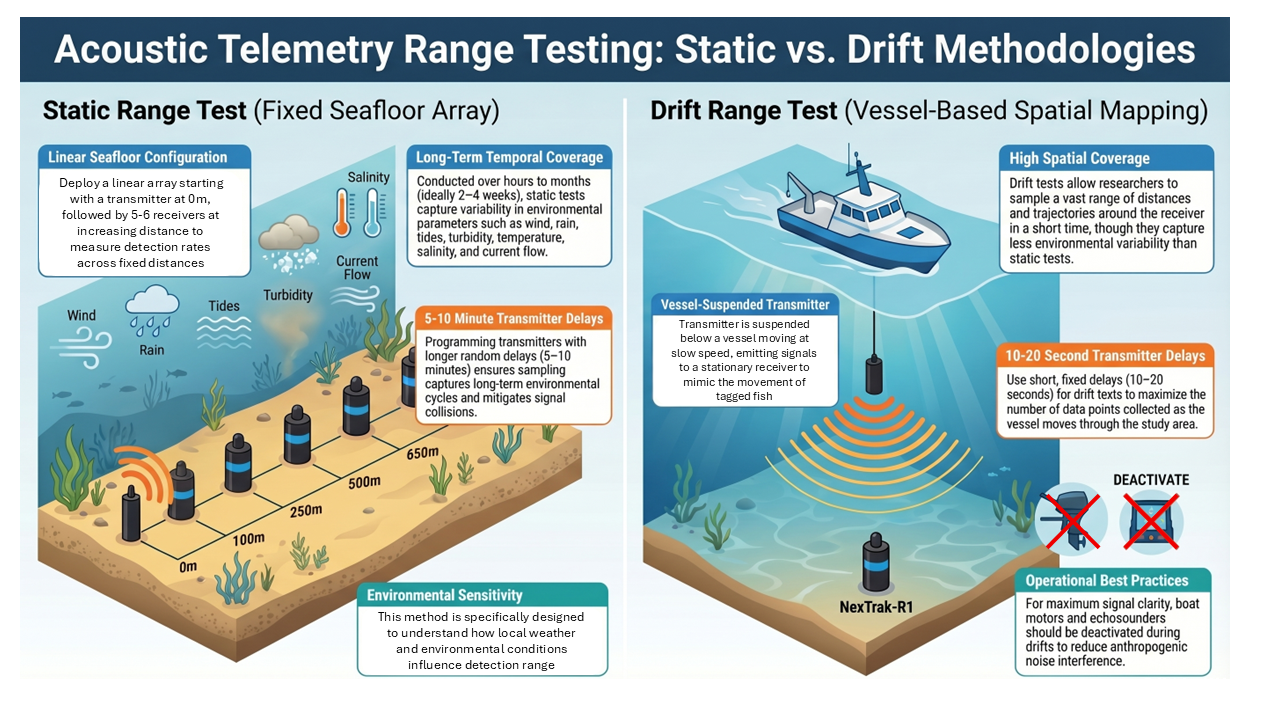 Acoustic Telemetry Range Testing: Static vs. Drift Methodologies
Static Range Test (Fixed Seafloor Array)
Linear Seafloor Configuration
Deploy a linear array starting
with a transmitter at 0m,
followed by 5-6 receivers at
increasing distance to
measure detection rates
across fixed distances
Long-Term Temporal Coverage
Conducted over hours to months
(ideally 2–4 weeks), static tests
capture variability in environmental
parameters such as wind, rain,
tides, turbidity, temperature,
salinity, and current flow.
Salinity
Current
Flow
Turbidity
Tides
Rain
Wind
5-10 Minute Transmitter Delays
Programming transmitters with
longer random delays (5–10
minutes) ensures sampling
captures long-term environmental
cycles and mitigates signal
collisions.
0m
100m
250m
500m
650m
Environmental Sensitivity
This method is specifically designed
to understand how local weather
and environmental conditions
influence detection range
Drift Range Test (Vessel-Based Spatial Mapping)
High Spatial Coverage
Drift tests allow researchers to
sample a vast range of distances
and trajectories around the receiver
in a short time, though they capture
less environmental variability than
static tests.
Vessel-Suspended Transmitter
Transmitter is suspended
below a vessel moving at
slow speed, emitting signals
to a stationary receiver to
mimic the movement of
tagged fish
10-20 Second Transmitter Delays
Use short, fixed delays (10–20
seconds) for drift texts to maximize the
number of data points collected as the
vessel moves through the study area.
DEACTIVATE
NexTrak-R1
Operational Best Practices
For maximum signal clarity, boat
motors and echosounders
should be deactivated during
drifts to reduce anthropogenic
noise interference.